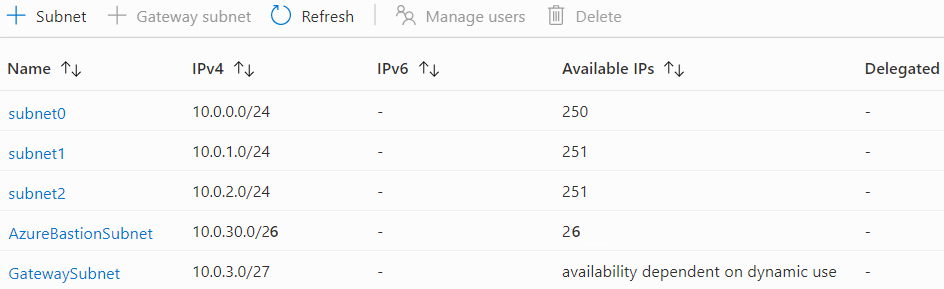 + Subnet + Gateway subnet Refresh Manage users Delete
Name ↑↓ IPv4 ↑↓ IPv6 ↑↓ Available IPs ↑↓ Delegated
subnet0 10.0.0.0/24 - 250 -
subnet1 10.0.1.0/24 - 251 -
subnet2 10.0.2.0/24 - 251 -
AzureBastionSubnet 10.0.30.0/26 - 26 -
GatewaySubnet 10.0.3.0/27 - availability dependent on dynamic use -